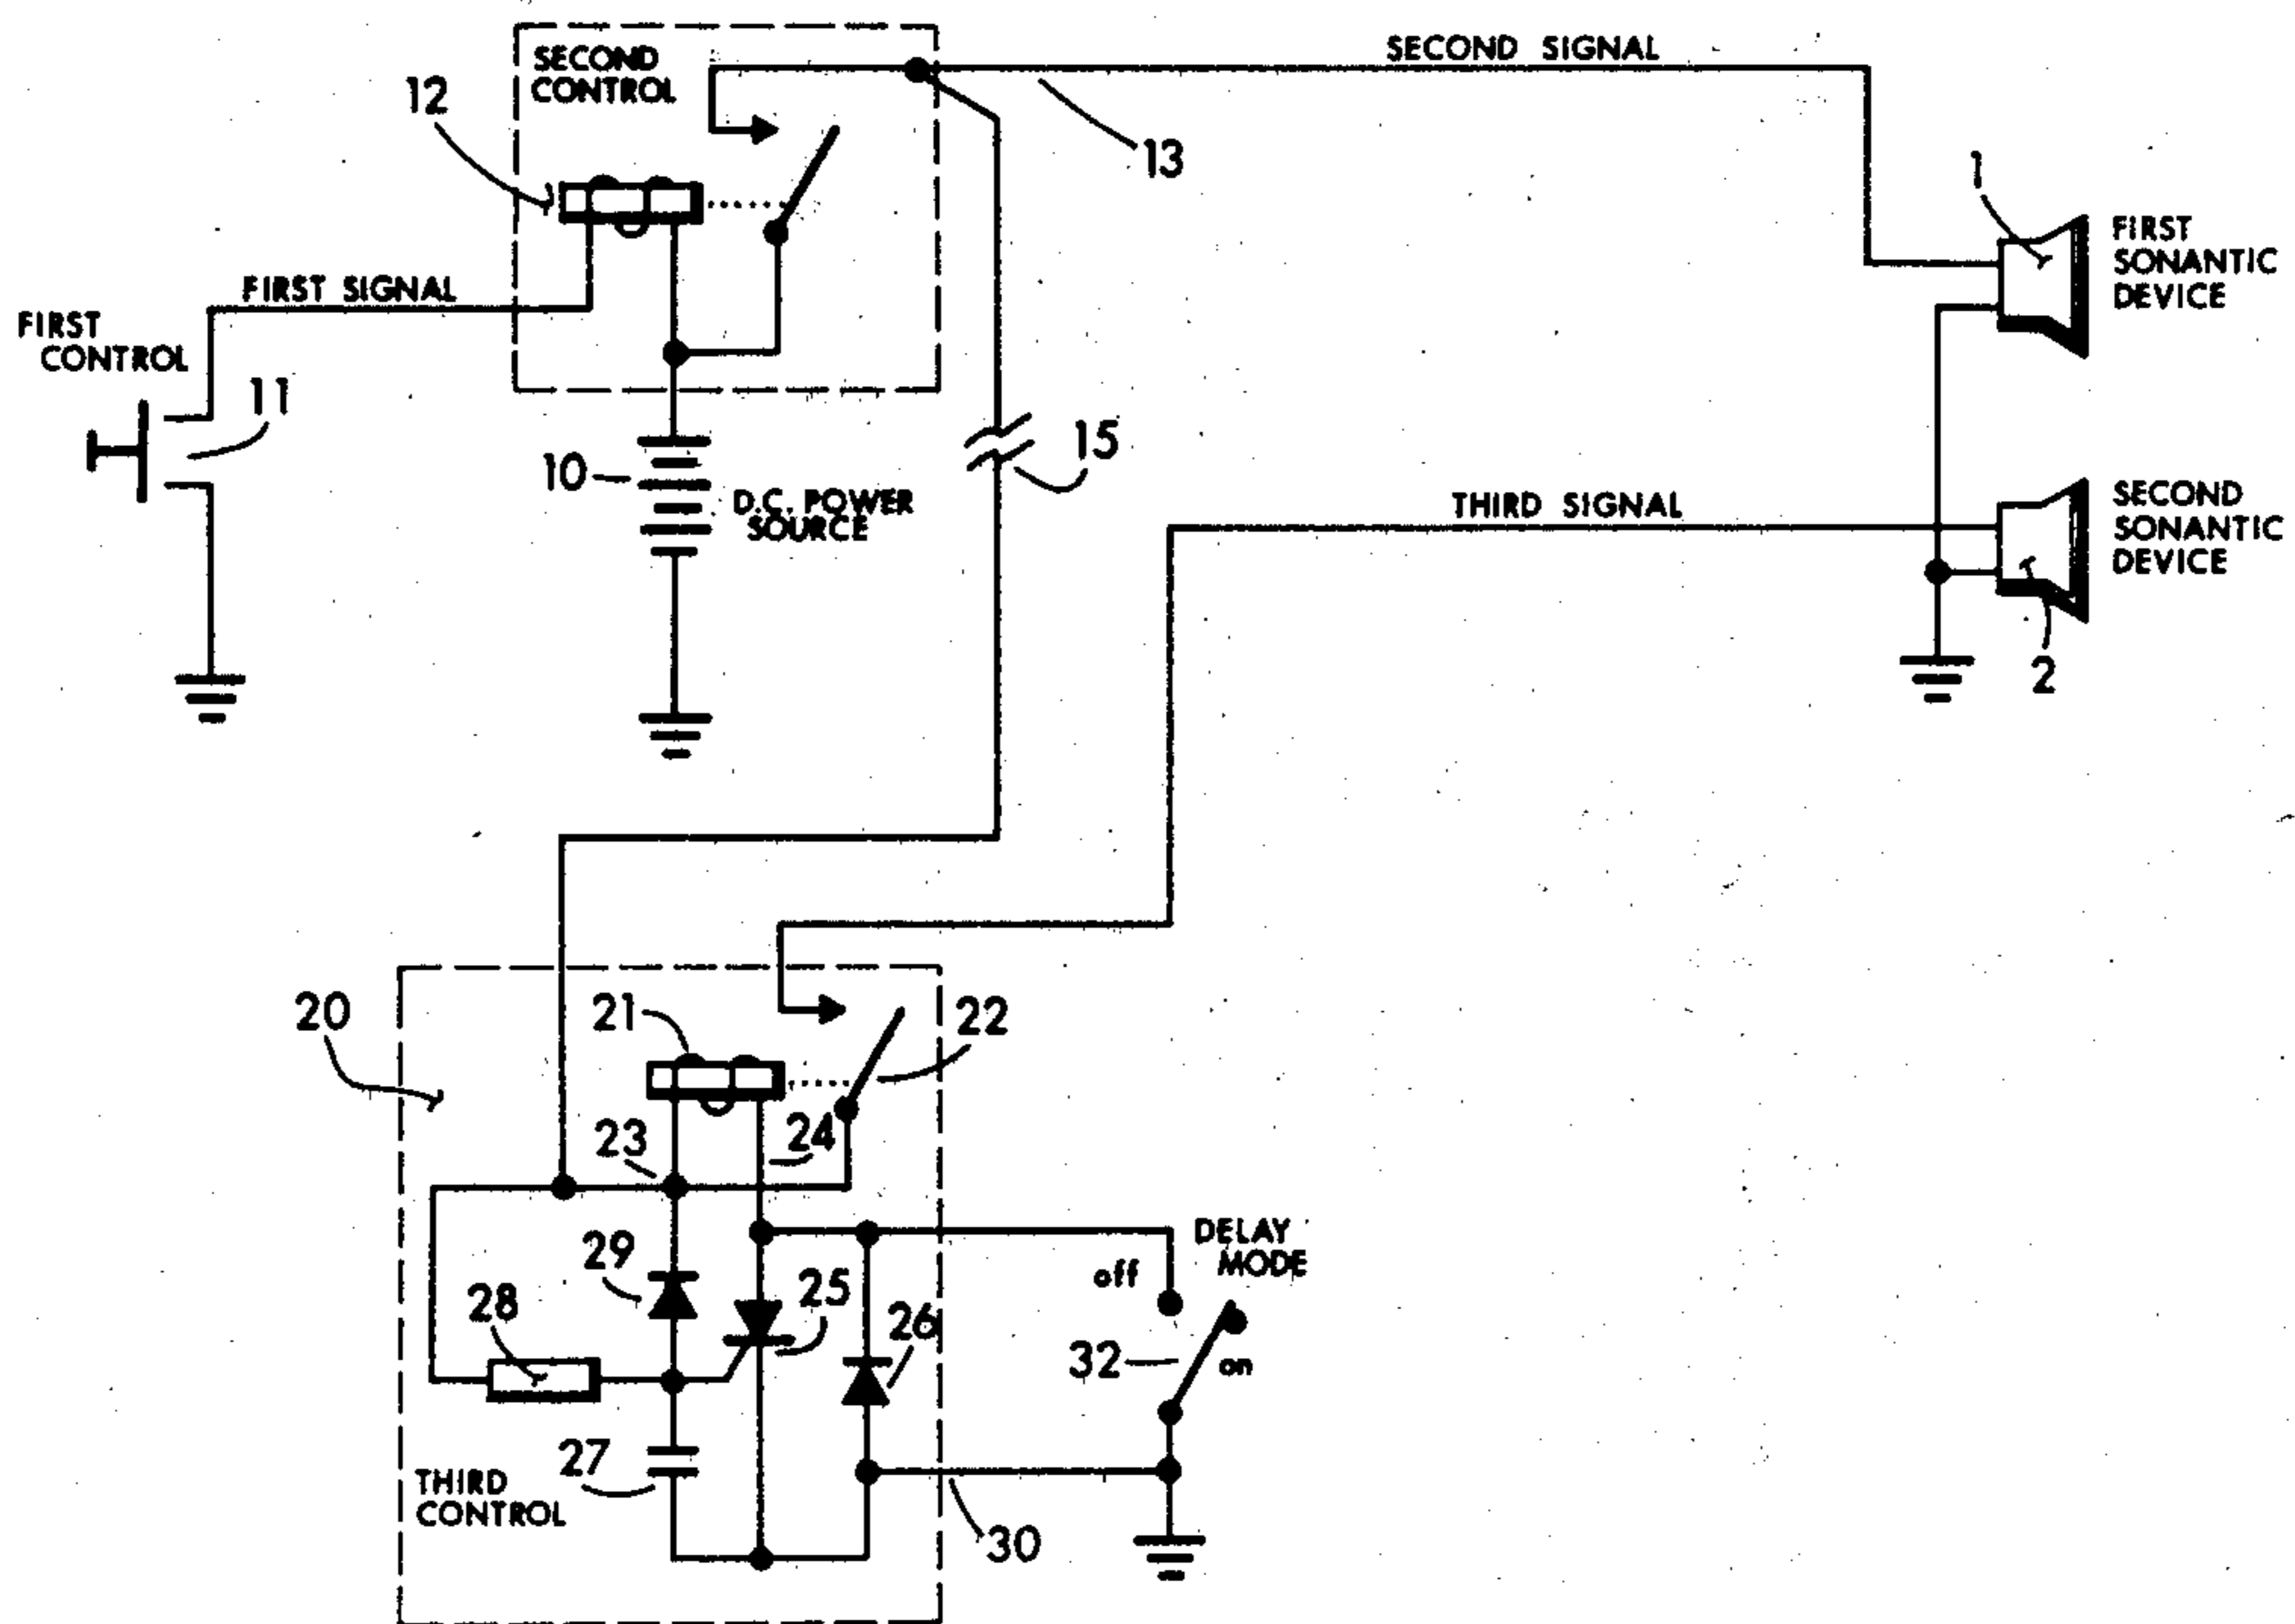 SECOND
CONTROL
SECOND SIGNAL
12
13
1
FIRST
SONANTIC
DEVICE
FIRST SIGNAL
FIRST
CONTROL
11
10
D.C. POWER
SOURCE
15
THIRD SIGNAL
SECOND
SONANTIC
DEVICE
2
20
21
22
23
24
29
25
28
26
DELAY
MODE
off
32
on
27
THIRD
CONTROL
30